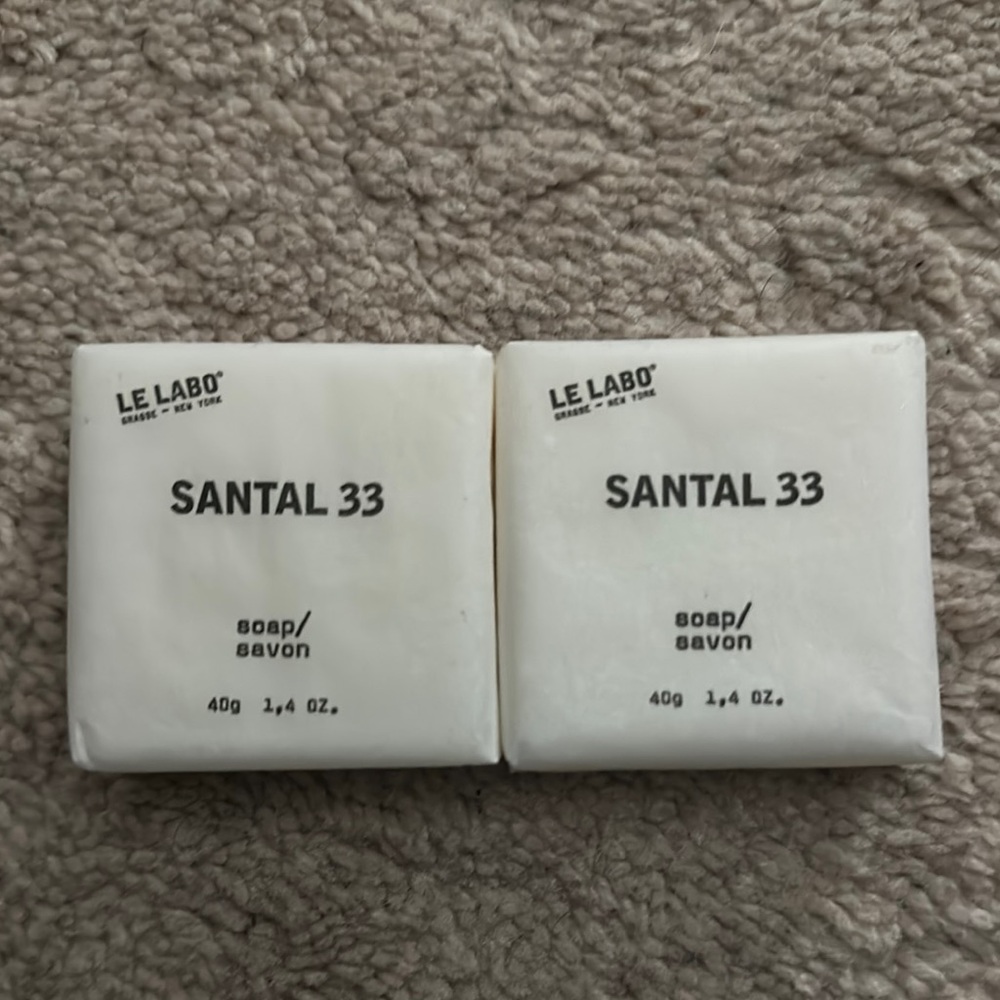 LE LABO®
GRASSE — NEW YORK
SANTAL 33
soap/
savon
40g 1,4 OZ.
LE LABO®
GRASSE — NEW YORK
SANTAL 33
soap/
savon
40g 1,4 OZ.